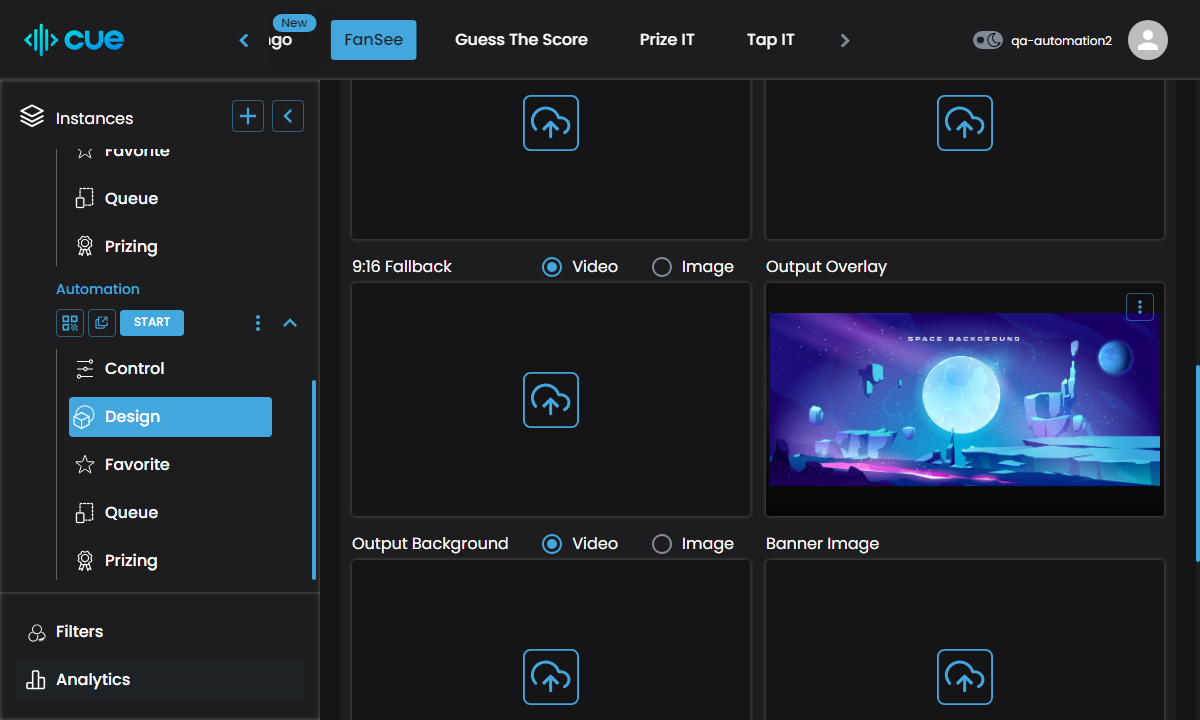 cue
New
FanSee
Guess The Score
Prize IT
Tap IT
qa-automation2
Instances
Favorite
Queue
Prizing
Automation
START
Control
Design
Favorite
Queue
Prizing
Filters
Analytics
9:16 Fallback
Video
Image
Output Overlay
SPACE BACKGROUND
Output Background
Video
Image
Banner Image